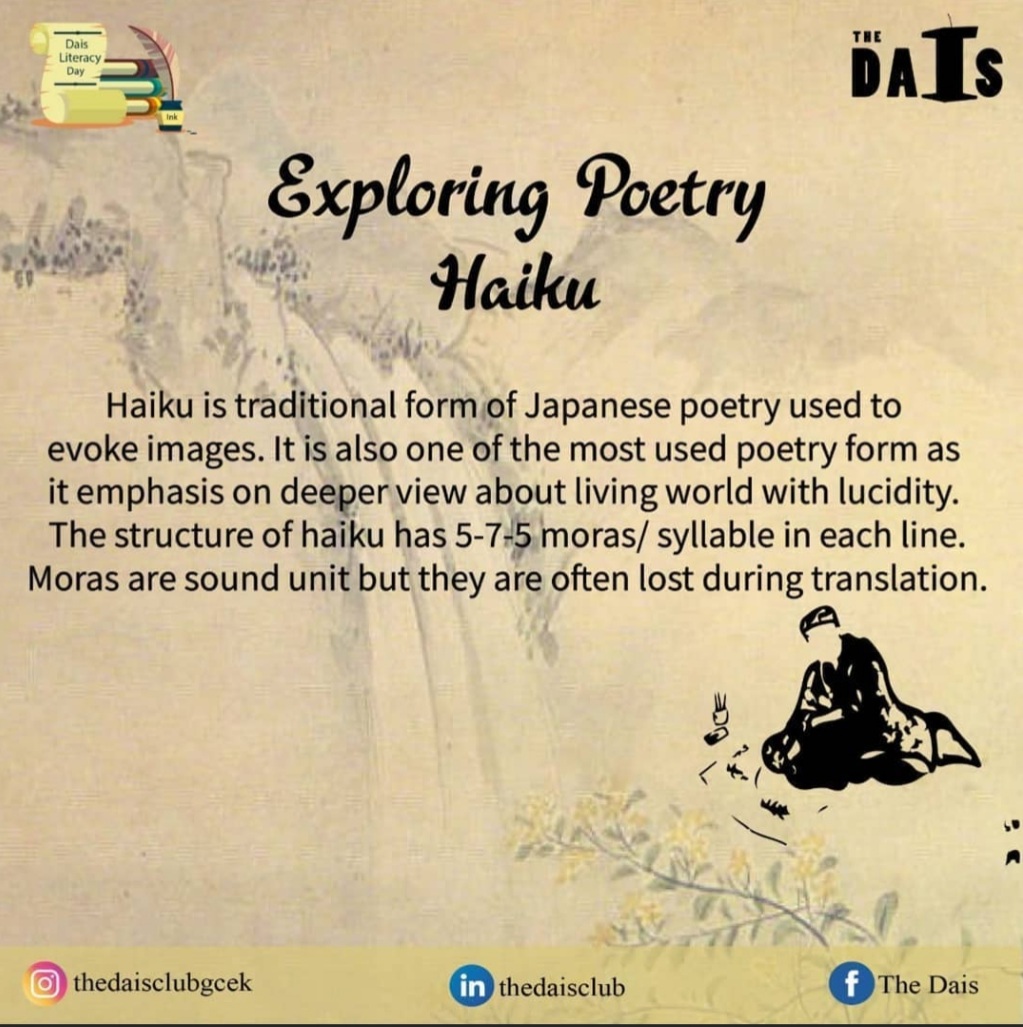 Dais
Literacy
Day
Ink
THE
DAIS
Exploring Poetry
Haiku
Haiku is traditional form of Japanese poetry used to
evoke images. It is also one of the most used poetry form as
it emphasis on deeper view about living world with lucidity.
The structure of haiku has 5-7-5 moras/ syllable in each line.
Moras are sound unit but they are often lost during translation.
thedaisclubgcek
in thedaisclub
f The Dais